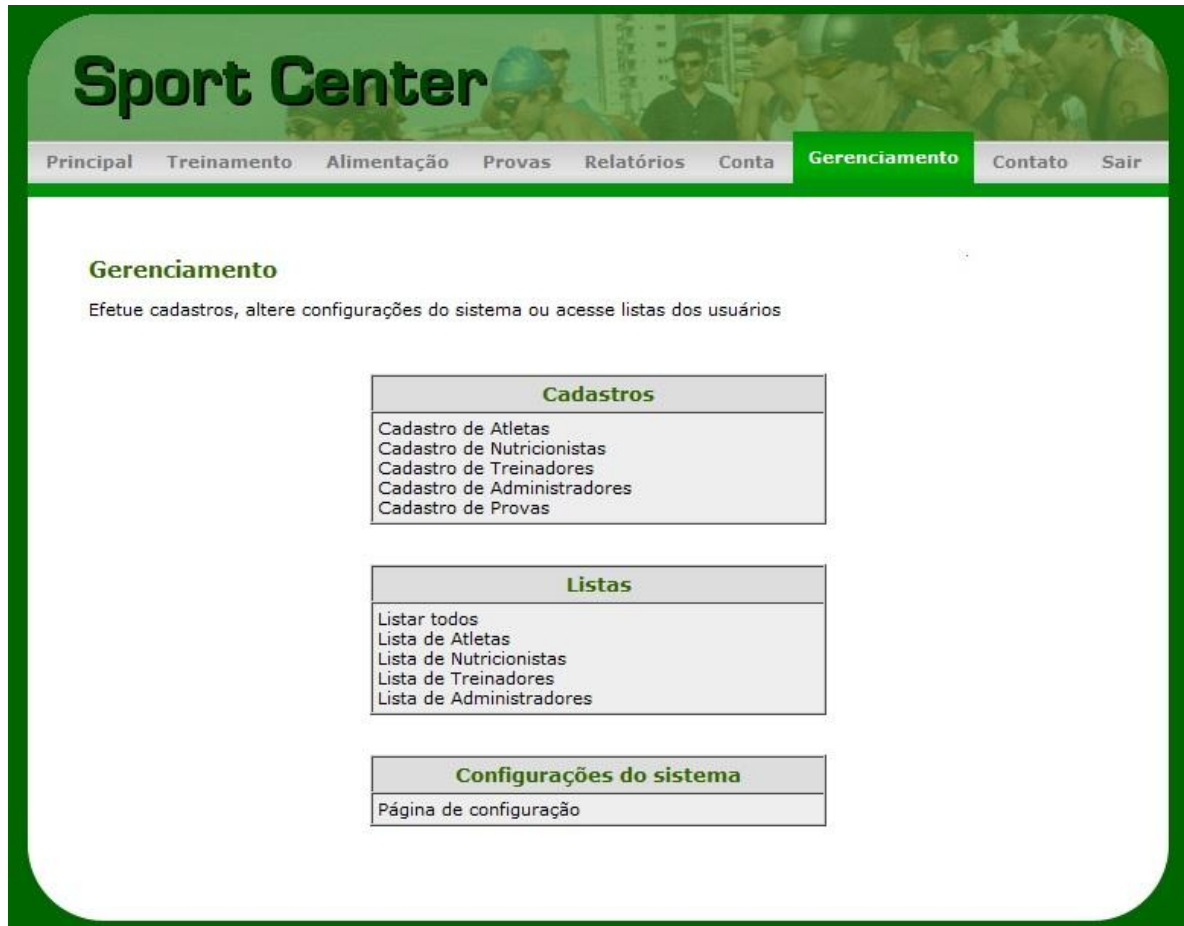 Sport Center
Principal Treinamento Alimentação Provas Relatórios Conta Gerenciamento Contato Sair
Gerenciamento
Efetue cadastros, altere configurações do sistema ou acesse listas dos usuários
Cadastros
Cadastro de Atletas
Cadastro de Nutricionistas
Cadastro de Treinadores
Cadastro de Administradores
Cadastro de Provas
Listas
Listar todos
Lista de Atletas
Lista de Nutricionistas
Lista de Treinadores
Lista de Administradores
Configurações do sistema
Página de configuração